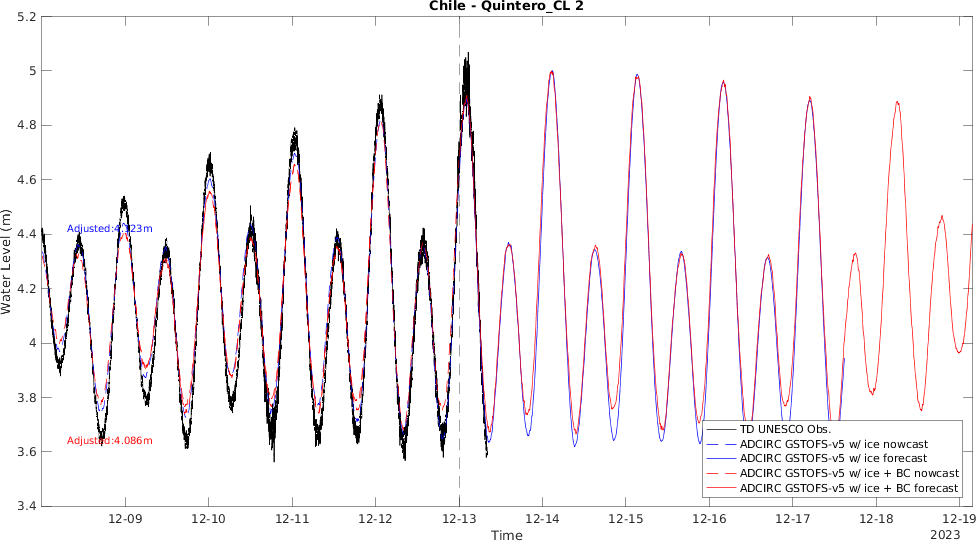 Chile - Quintero_CL 2
5.2
5
4.8
4.6
4.4
4.2
4
3.8
3.6
3.4
Water Level (m)
Adjusted:4.123m
Adjusted:4.086m
TD UNESCO Obs.
ADCIRC GSTOFS-v5 w/ ice nowcast
ADCIRC GSTOFS-v5 w/ ice forecast
ADCIRC GSTOFS-v5 w/ ice + BC nowcast
ADCIRC GSTOFS-v5 w/ ice + BC forecast
12-09 12-10 12-11 12-12 12-13 12-14 12-15 12-16 12-17 12-18 12-19
Time
2023